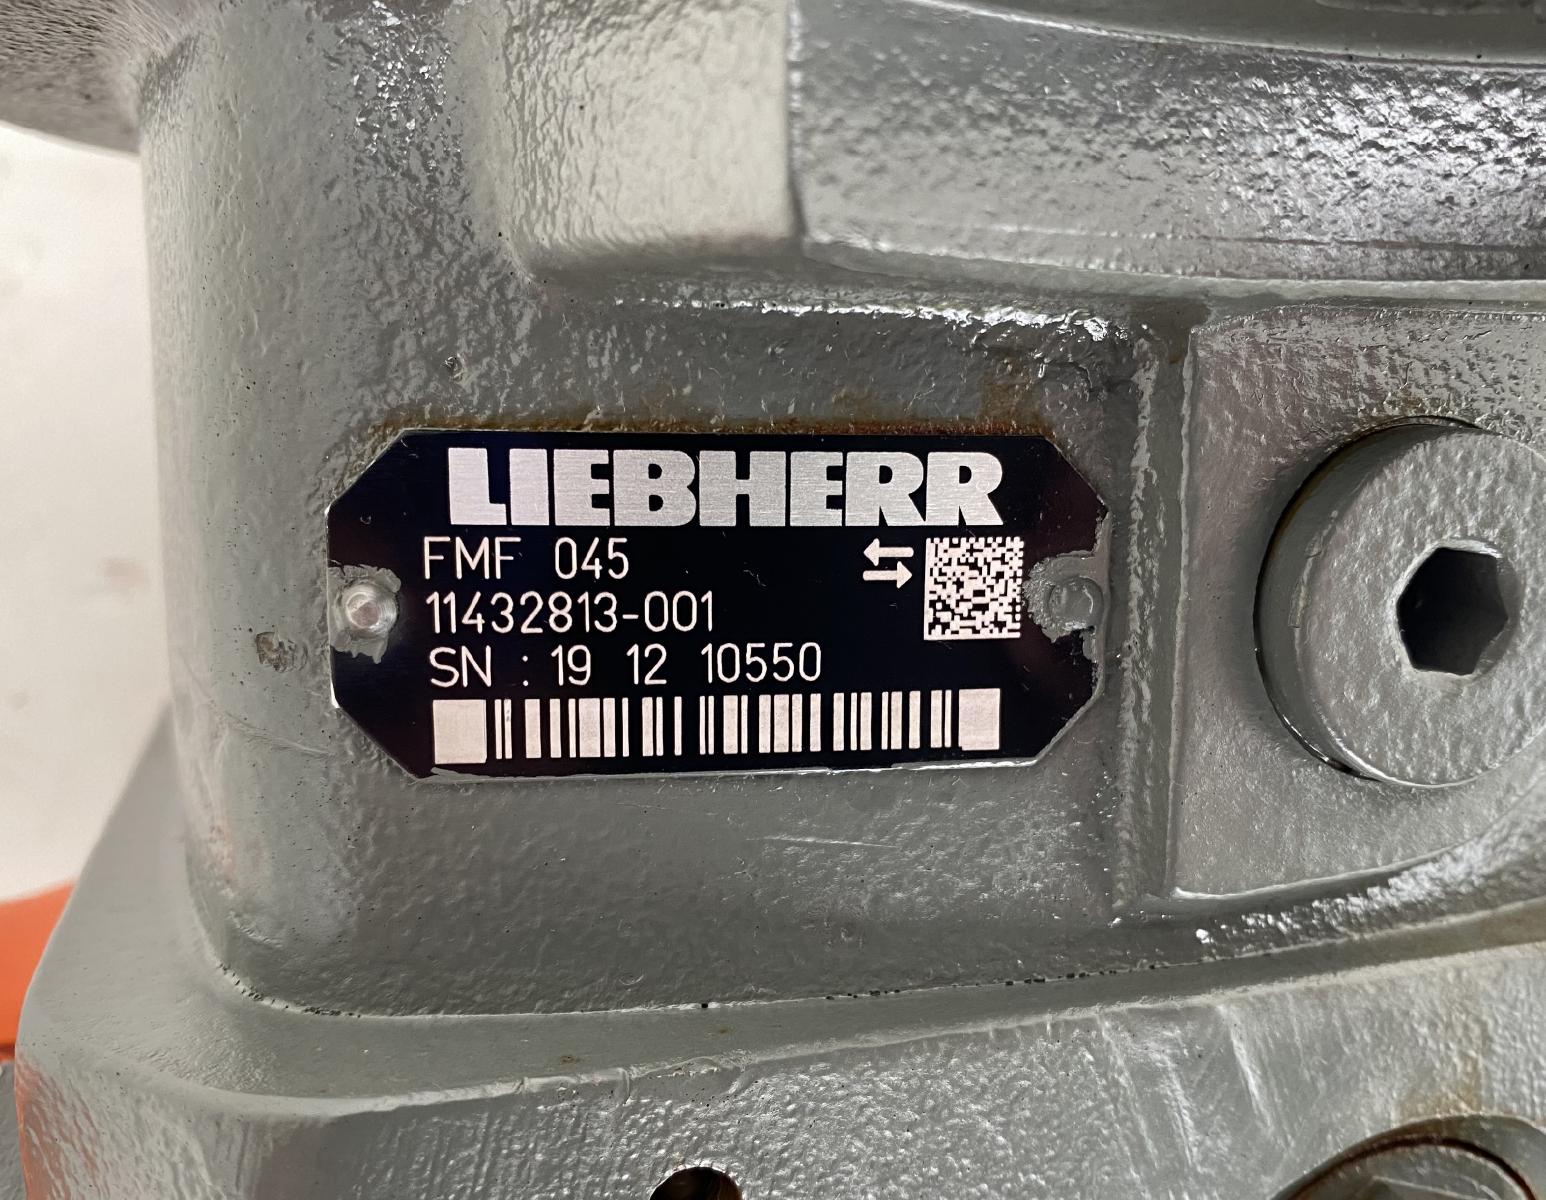 LIEBHERR
FMF 045
11432813-001
SN : 19 12 10550